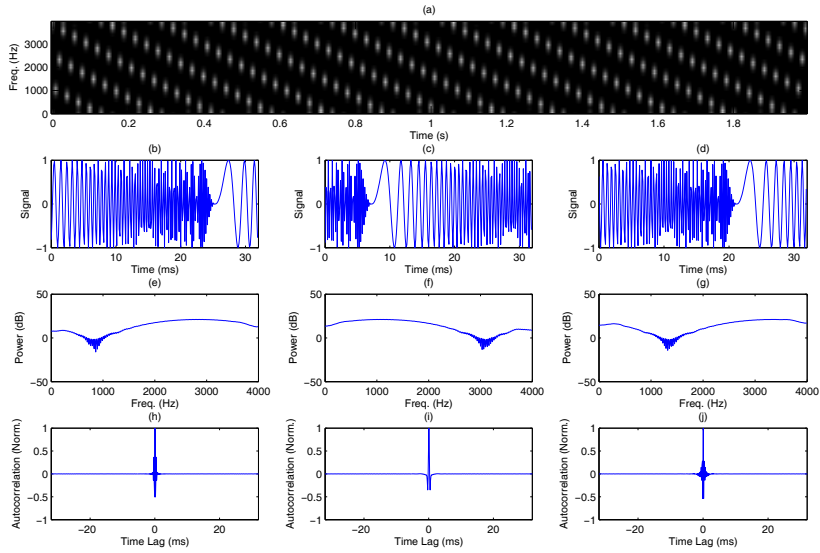 (a)
Freq. (Hz)
3000
2000
1000
0
0 0.2 0.4 0.6 0.8 1 1.2 1.4 1.6 1.8
Time (s)
(b) (c) (d)
Signal
1
0
−1
0 10 20 30
Time (ms)
Signal
1
0
−1
0 10 20 30
Time (ms)
Signal
1
0
−1
0 10 20 30
Time (ms)
(e) (f) (g)
Power (dB)
50
0
−50
0 1000 2000 3000 4000
Freq. (Hz)
Power (dB)
50
0
−50
0 1000 2000 3000 4000
Freq. (Hz)
Power (dB)
50
0
−50
0 1000 2000 3000 4000
Freq. (Hz)
(h) (i) (j)
Autocorrelation (Norm.)
1
0.5
0
−0.5
−1
−20 0 20
Time Lag (ms)
Autocorrelation (Norm.)
1
0.5
0
−0.5
−1
−20 0 20
Time Lag (ms)
Autocorrelation (Norm.)
1
0.5
0
−0.5
−1
−20 0 20
Time Lag (ms)